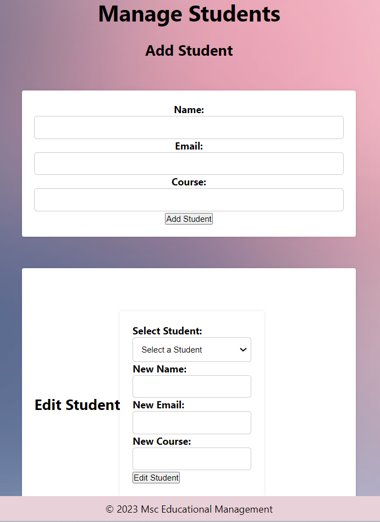 Manage Students
Add Student
Name:
Email:
Course:
Add Student
Select Student:
Select a Student
New Name:
Edit Student
New Email:
New Course:
Edit Student
© 2023 Msc Educational Management